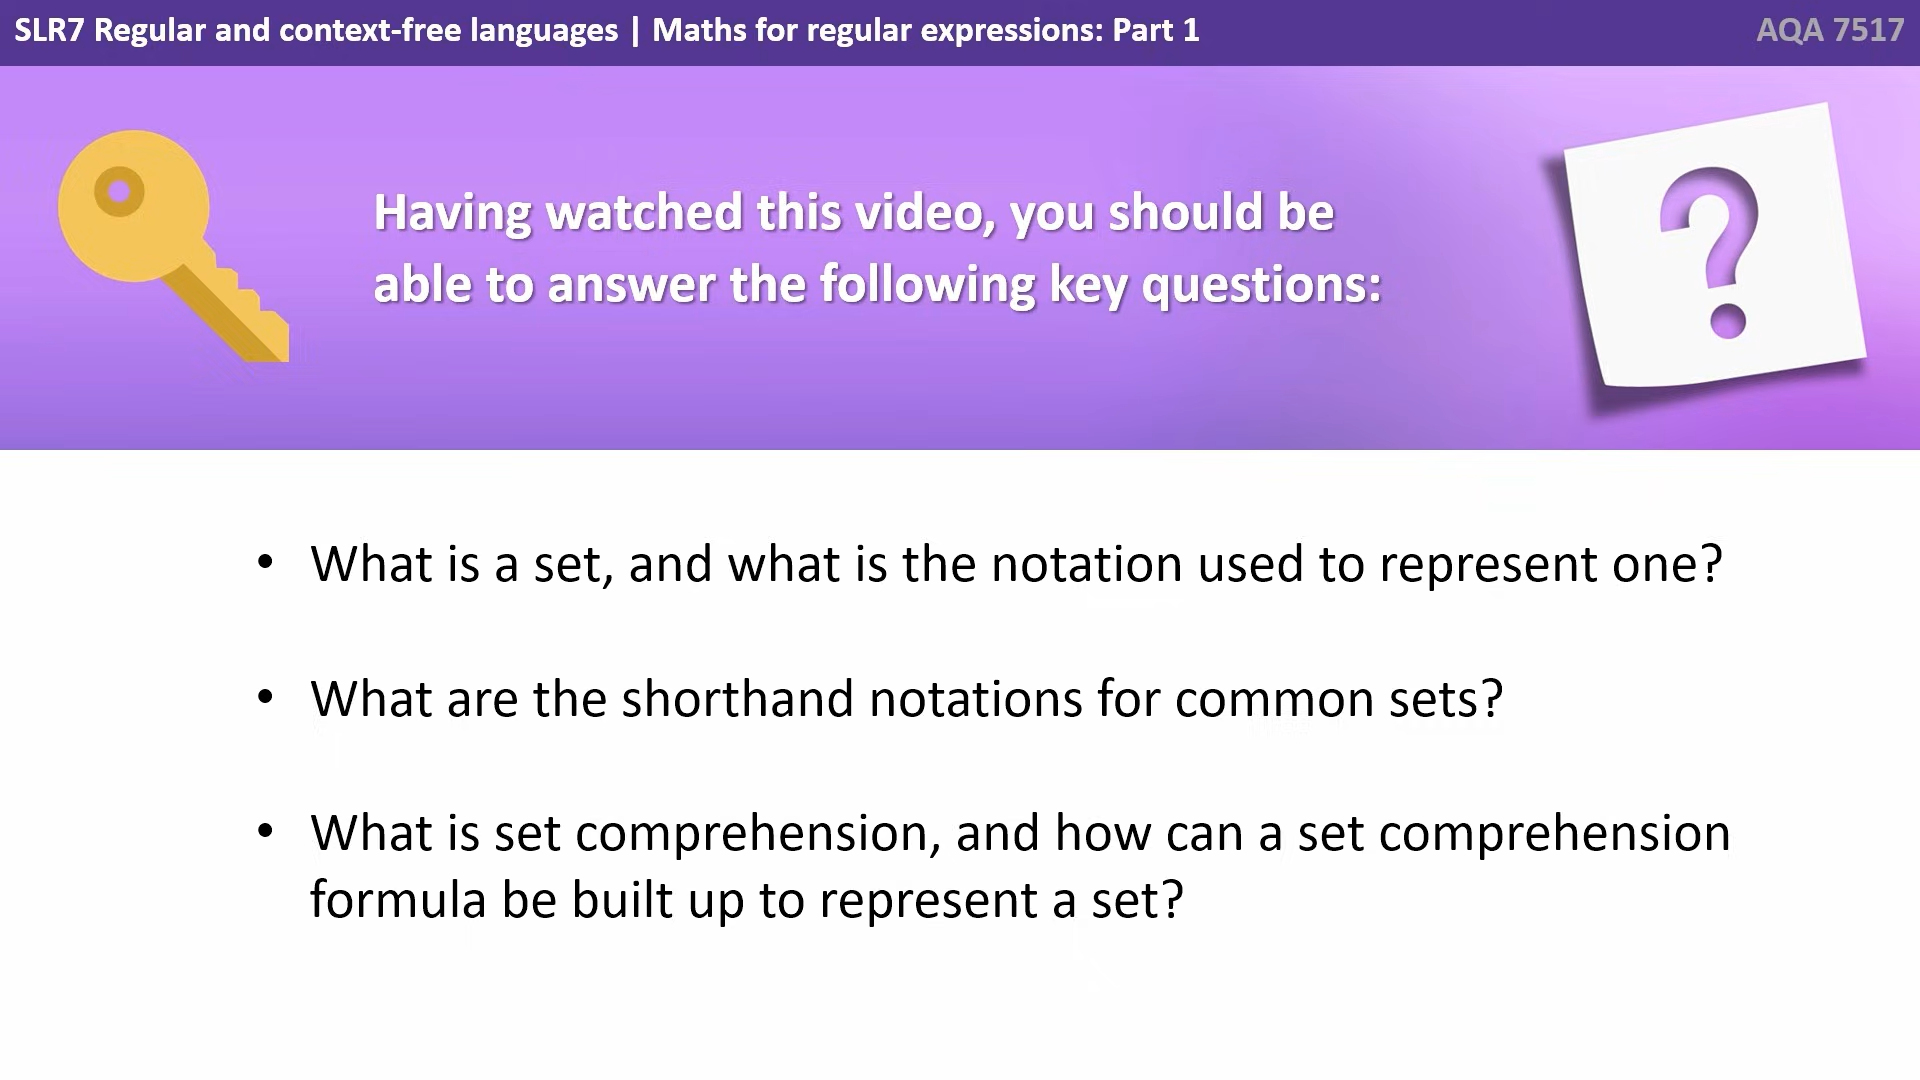 SLR7 Regular and context-free languages | Maths for regular expressions: Part 1
AQA 7517
Having watched this video, you should be
able to answer the following key questions:
?
• What is a set, and what is the notation used to represent one?
• What are the shorthand notations for common sets?
• What is set comprehension, and how can a set comprehension
formula be built up to represent a set?